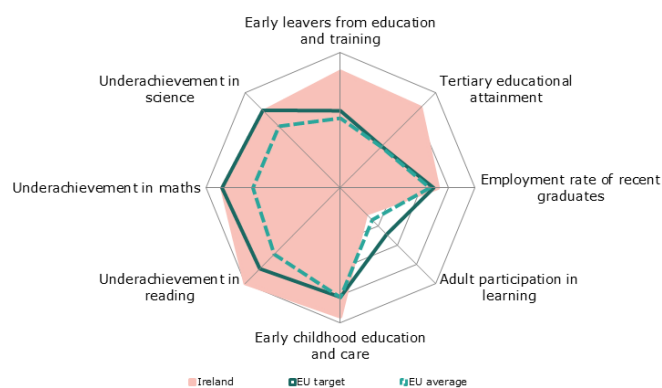 Early leavers from education
and training
Tertiary educational
attainment
Employment rate of recent
graduates
Adult participation in
learning
Early childhood education
and care
Underachievement in
reading
Underachievement in maths
Underachievement in
science
Ireland
EU target
EU average